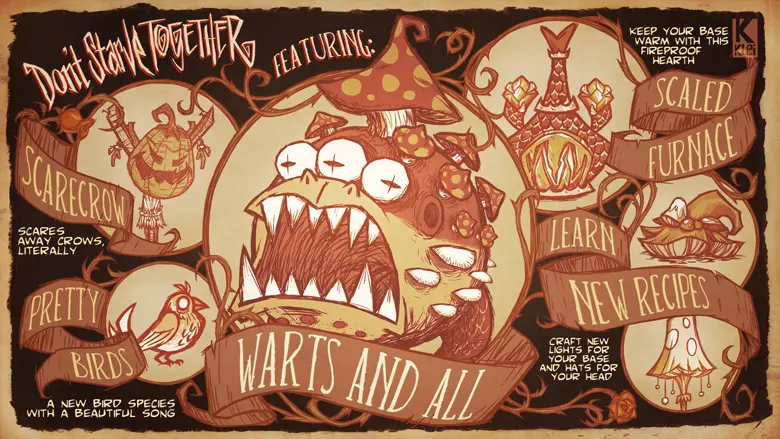 Don't Starve TOGETHER
FEATURING:
KEEP YOUR BASE
WARM WITH THIS
FIREPROOF
HEARTH
K
KLei
SCALED
FURNACE
SCARECROW
SCARES
AWAY CROWS,
LITERALLY
LEARN
NEW RECIPES
PRETTY
BIRDS
WARTS AND ALL
CRAFT NEW
LIGHTS FOR
YOUR BASE
AND HATS FOR
YOUR HEAD
A NEW BIRD SPECIES
WITH A BEAUTIFUL SONG